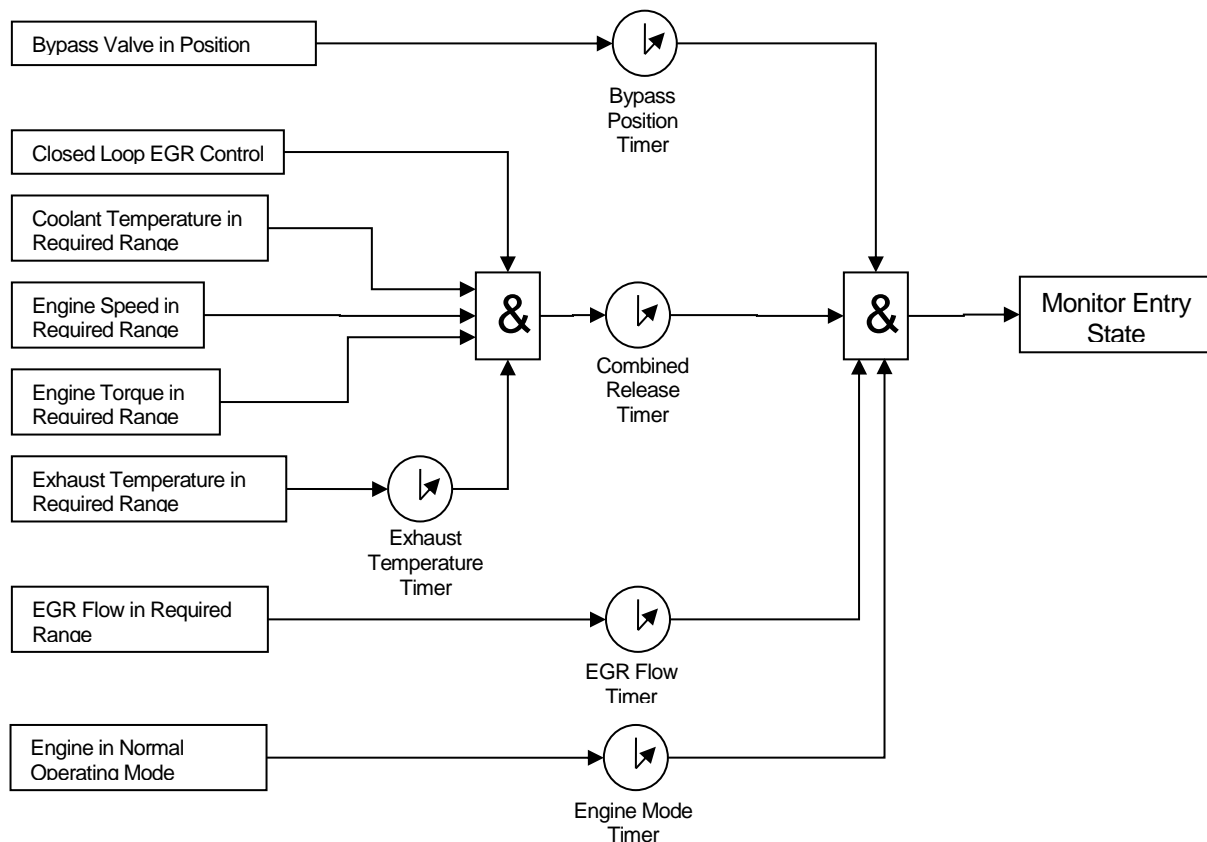 Bypass Valve in Position
Bypass
Position
Timer
Closed Loop EGR Control
Coolant Temperature in
Required Range
Engine Speed in
Required Range
Engine Torque in
Required Range
Exhaust Temperature in
Required Range
&
Combined
Release
Timer
&
Monitor Entry
State
Exhaust
Temperature
Timer
EGR Flow in Required
Range
EGR Flow
Timer
Engine in Normal
Operating Mode
Engine Mode
Timer